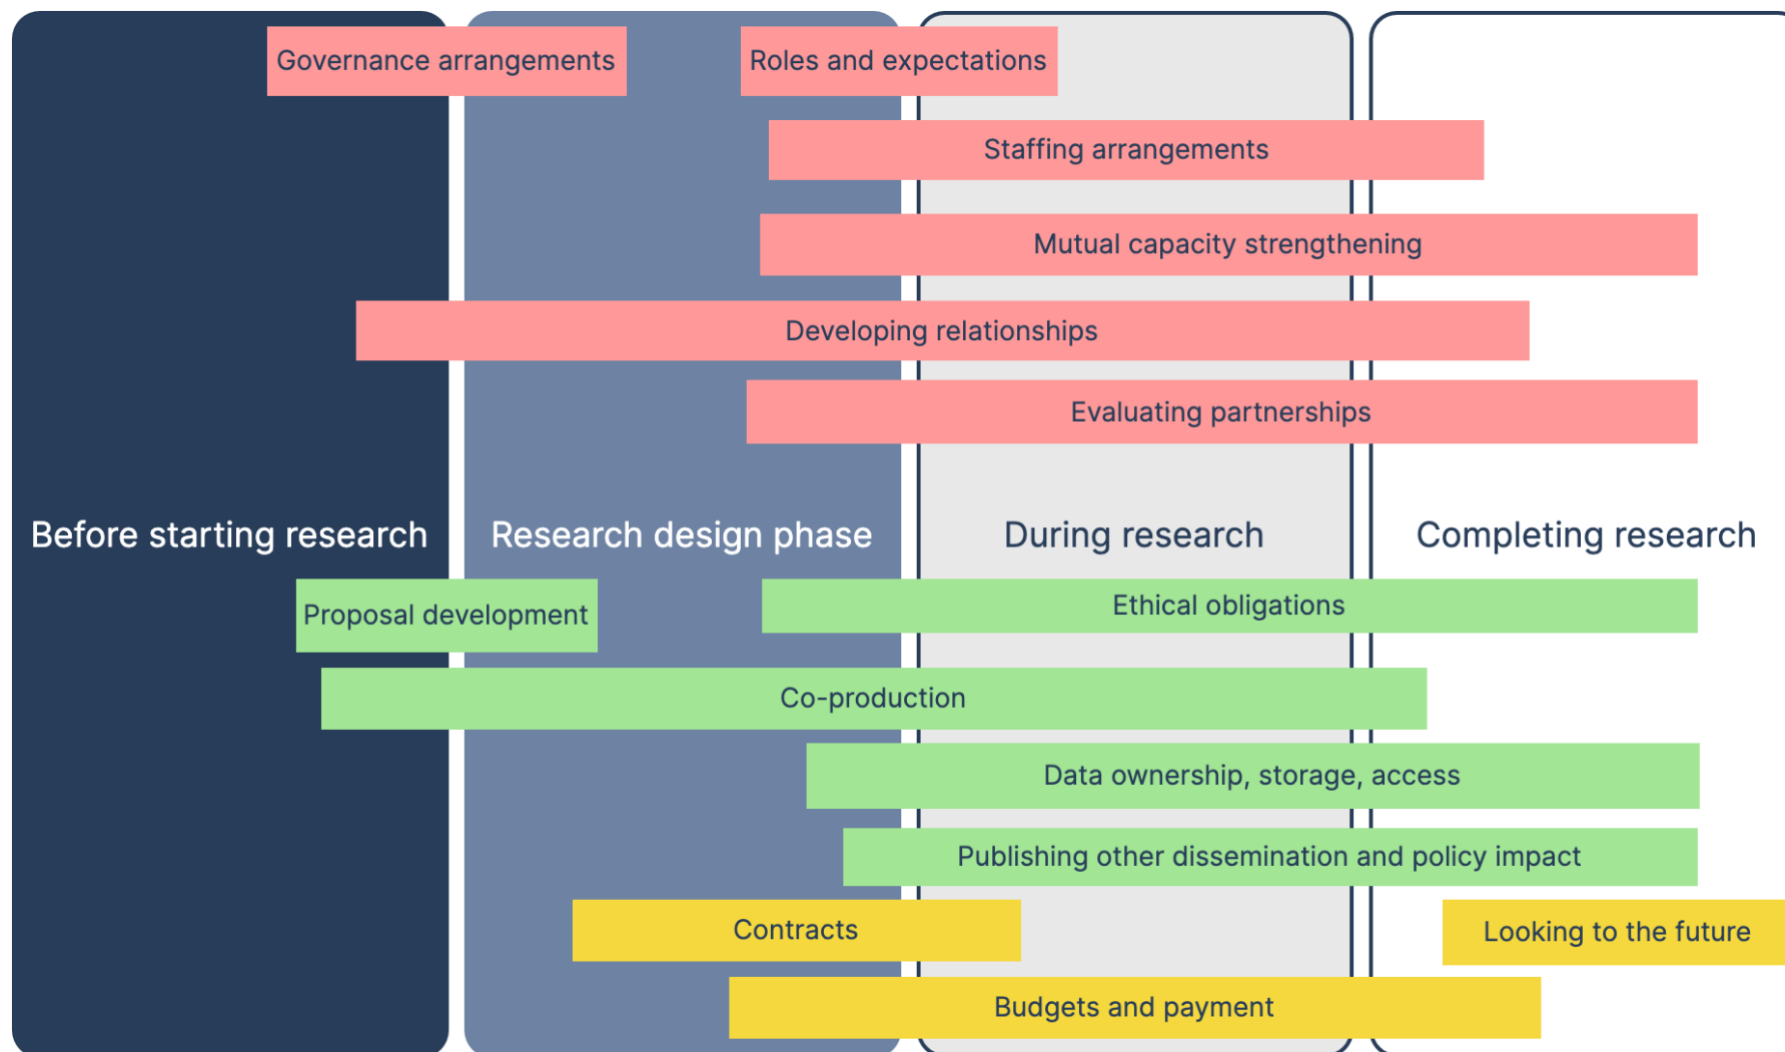 Governance arrangements
Roles and expectations
Staffing arrangements
Mutual capacity strengthening
Developing relationships
Evaluating partnerships
Before starting research
Research design phase
During research
Completing research
Proposal development
Ethical obligations
Co-production
Data ownership, storage, access
Publishing other dissemination and policy impact
Contracts
Looking to the future
Budgets and payment